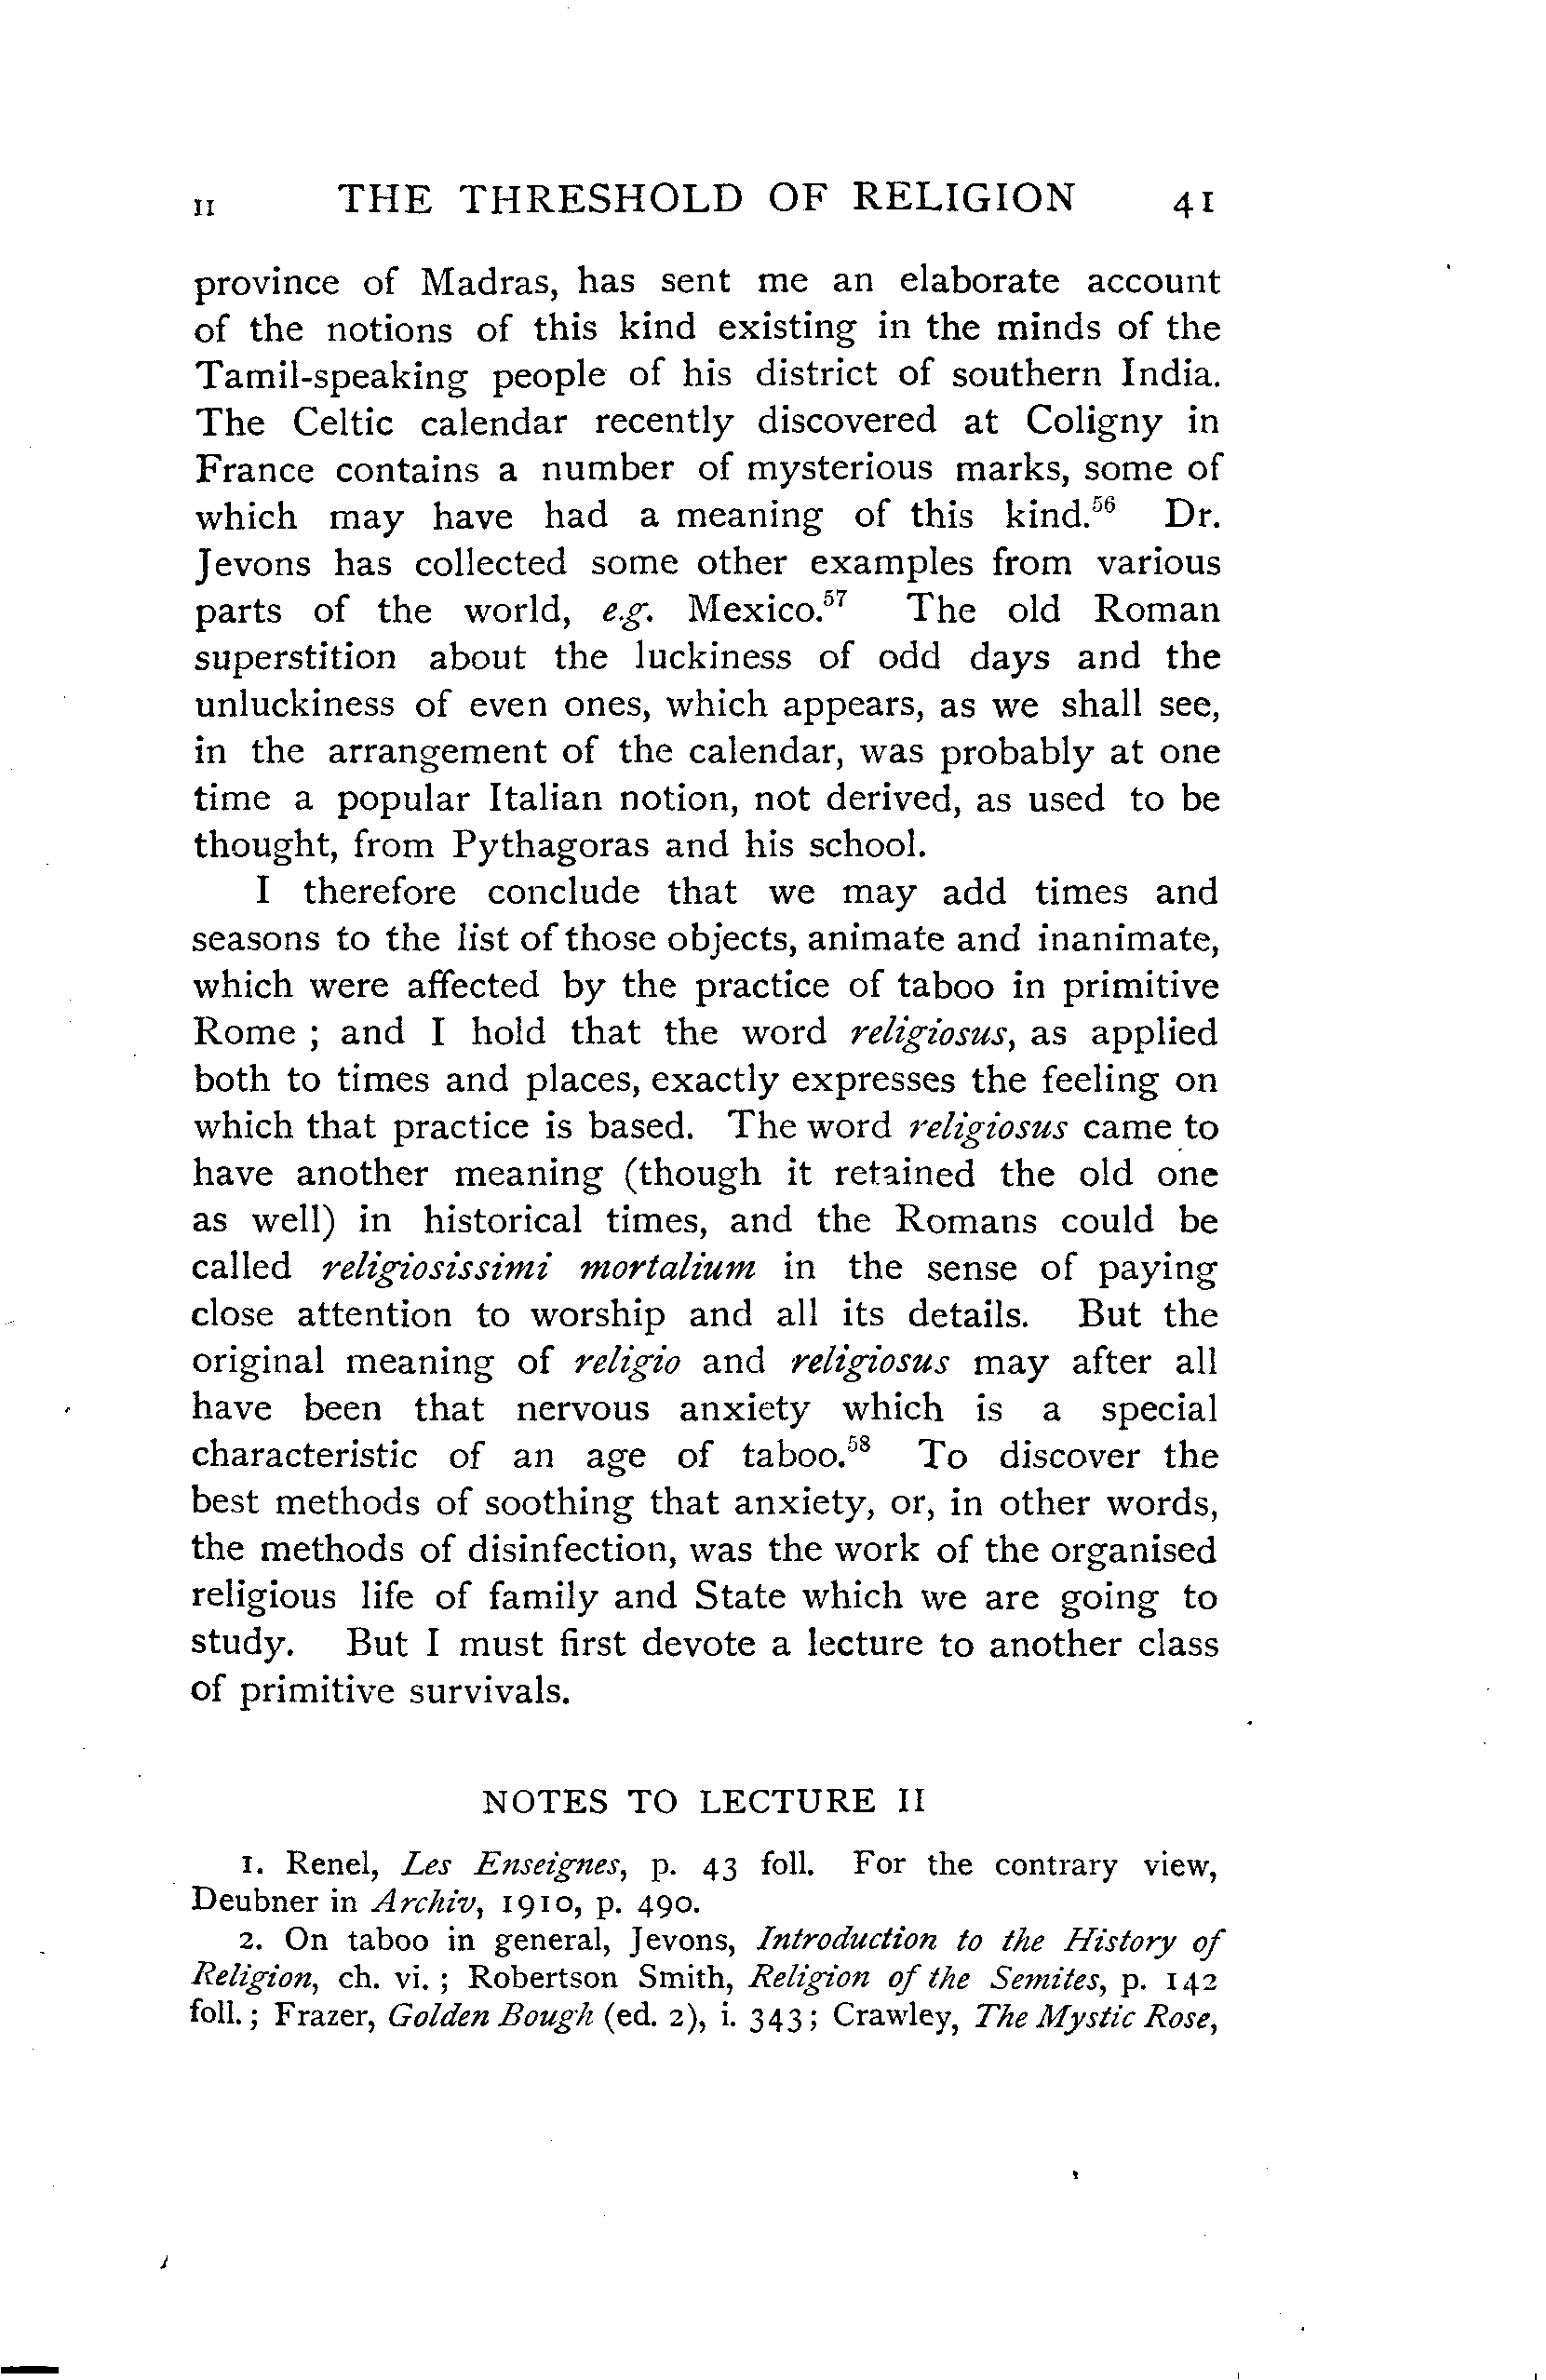 II THE THRESHOLD OF RELIGION 41
province of Madras, has sent me an elaborate account
of the notions of this kind existing in the minds of the
Tamil-speaking people of his district of southern India.
The Celtic calendar recently discovered at Coligny in
France contains a number of mysterious marks, some of
which may have had a meaning of this kind.⁵⁶ Dr.
Jevons has collected some other examples from various
parts of the world, e.g. Mexico.⁵⁷ The old Roman
superstition about the luckiness of odd days and the
unluckiness of even ones, which appears, as we shall see,
in the arrangement of the calendar, was probably at one
time a popular Italian notion, not derived, as used to be
thought, from Pythagoras and his school.
I therefore conclude that we may add times and
seasons to the list of those objects, animate and inanimate,
which were affected by the practice of taboo in primitive
Rome ; and I hold that the word religiosus, as applied
both to times and places, exactly expresses the feeling on
which that practice is based. The word religiosus came to
have another meaning (though it retained the old one
as well) in historical times, and the Romans could be
called religiosissimi mortalium in the sense of paying
close attention to worship and all its details. But the
original meaning of religio and religiosus may after all
have been that nervous anxiety which is a special
characteristic of an age of taboo.⁵⁸ To discover the
best methods of soothing that anxiety, or, in other words,
the methods of disinfection, was the work of the organised
religious life of family and State which we are going to
study. But I must first devote a lecture to another class
of primitive survivals.
NOTES TO LECTURE II
1. Renel, Les Enseignes, p. 43 foll. For the contrary view,
Deubner in Archiv, 1910, p. 490.
2. On taboo in general, Jevons, Introduction to the History of
Religion, ch. vi. ; Robertson Smith, Religion of the Semites, p. 142
foll. ; Frazer, Golden Bough (ed. 2), i. 343 ; Crawley, The Mystic Rose,